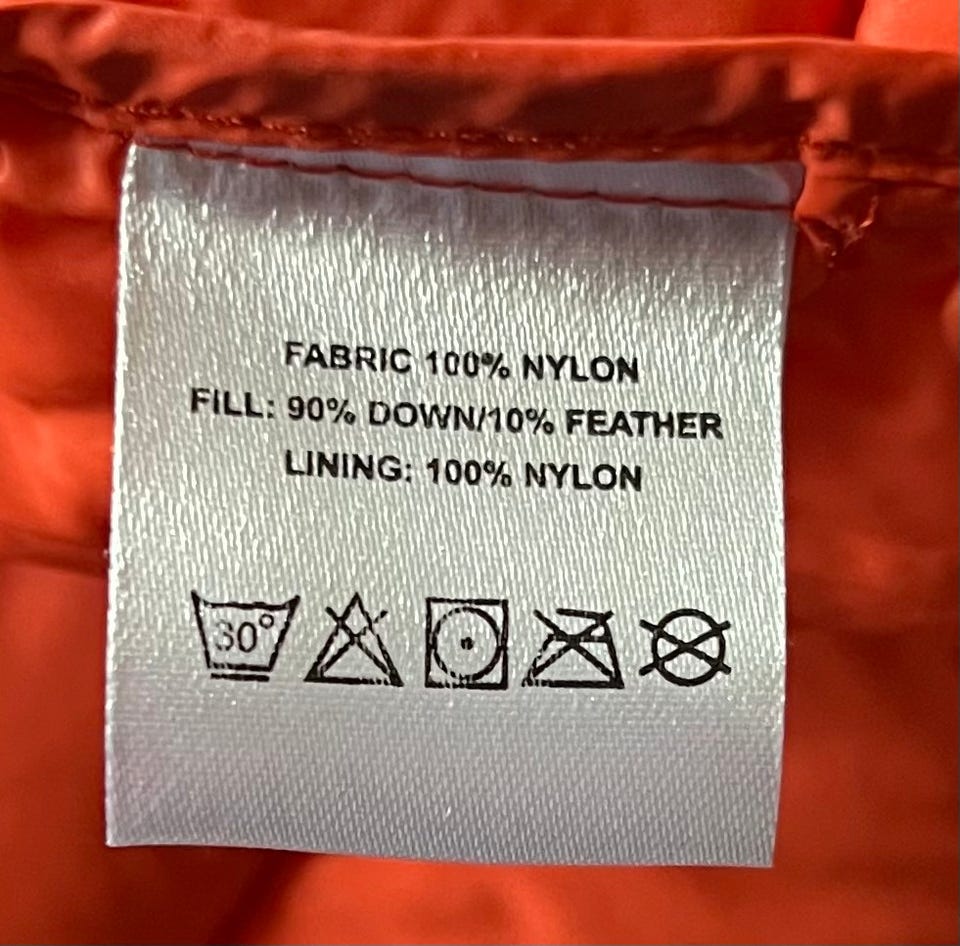 FABRIC 100% NYLON
FILL: 90% DOWN/10% FEATHER
LINING: 100% NYLON
30°